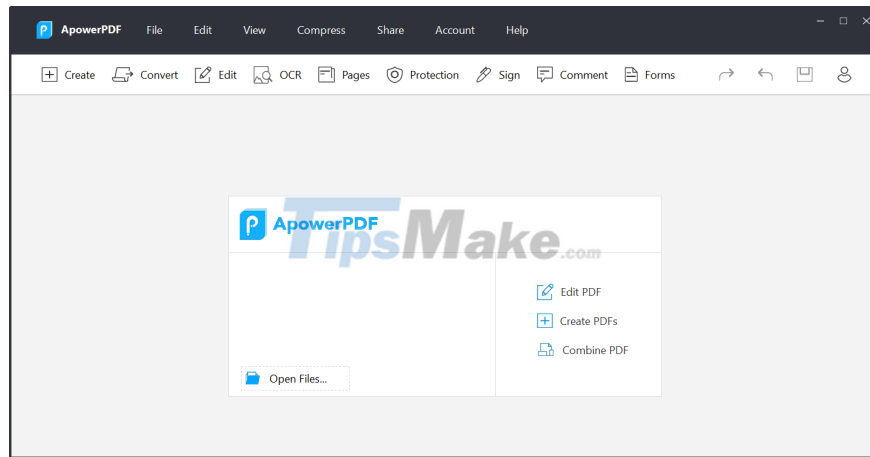 ApowerPDF File Edit View Compress Share Account Help
Create Convert Edit OCR Pages Protection Sign Comment Forms
ApowerPDF
TipsMake.com
Edit PDF
Create PDFs
Combine PDF
Open Files...